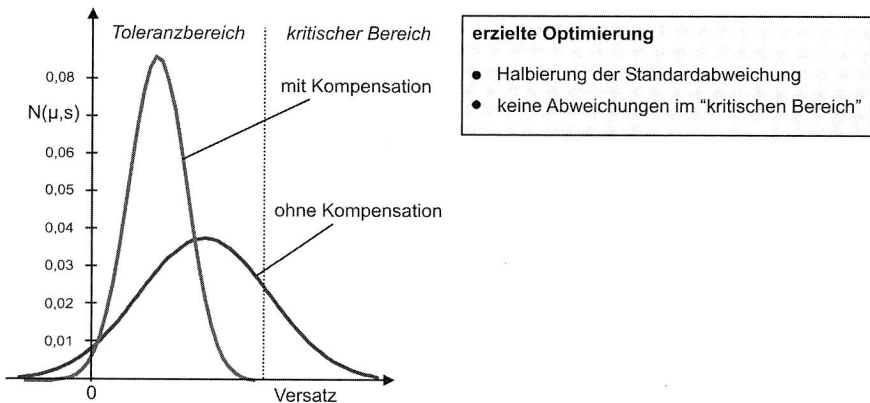 Toleranzbereich kritischer Bereich
0,08
mit Kompensation
N(μ,s)
0,06
0,05
0,04
ohne Kompensation
0,03
0,02
0,01
0
Versatz
erzielte Optimierung
● Halbierung der Standardabweichung
● keine Abweichungen im “kritischen Bereich”